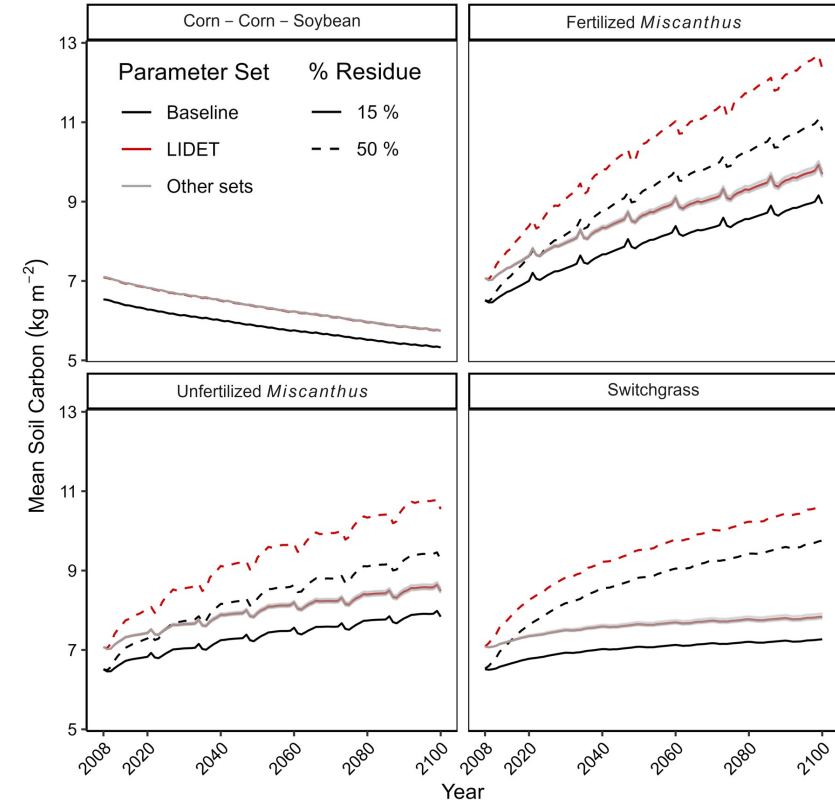 Corn – Corn – Soybean
Fertilized Miscanthus
Parameter Set
% Residue
Baseline
15 %
LIDET
50 %
Other sets
13
11
9
7
5
Unfertilized Miscanthus
Switchgrass
13
11
9
7
5
Mean Soil Carbon (kg m⁻²)
2008 2020 2040 2060 2080 2100
2008 2020 2040 2060 2080 2100
Year